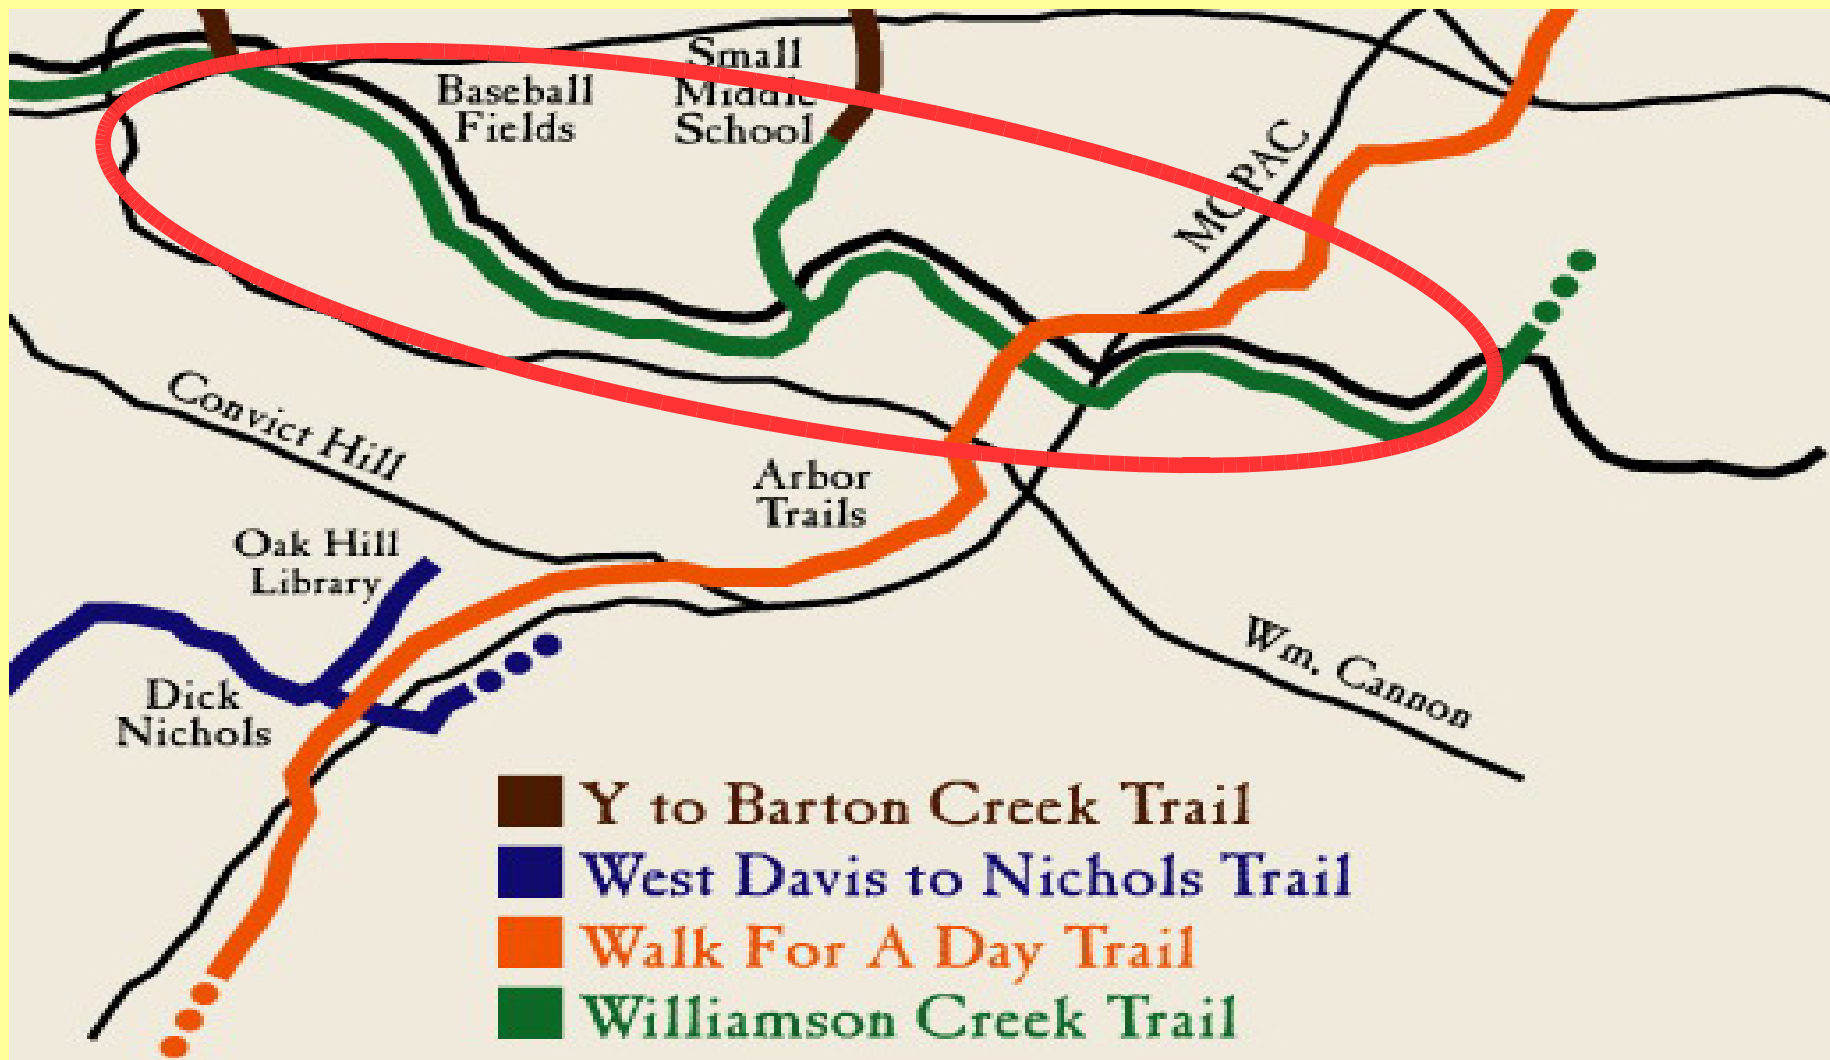 Small
Middle
School
Baseball
Fields
MOPAC
Convict Hill
Arbor
Trails
Oak Hill
Library
Wm. Cannon
Dick
Nichols
Y to Barton Creek Trail
West Davis to Nichols Trail
Walk For A Day Trail
Williamson Creek Trail